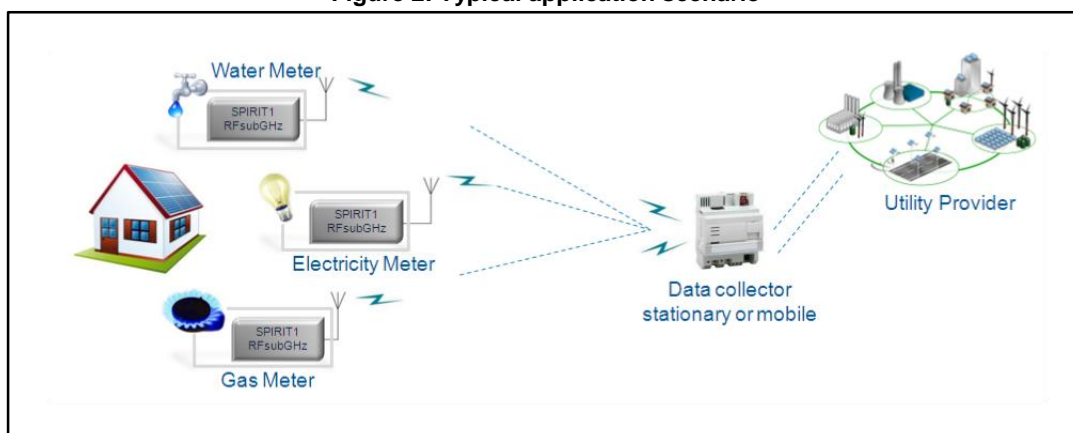 Figure 2. Typical application scenario
Water Meter
SPIRIT1
RFsubGHz
SPIRIT1
RFsubGHz
Electricity Meter
SPIRIT1
RFsubGHz
Gas Meter
Data collector
stationary or mobile
Utility Provider